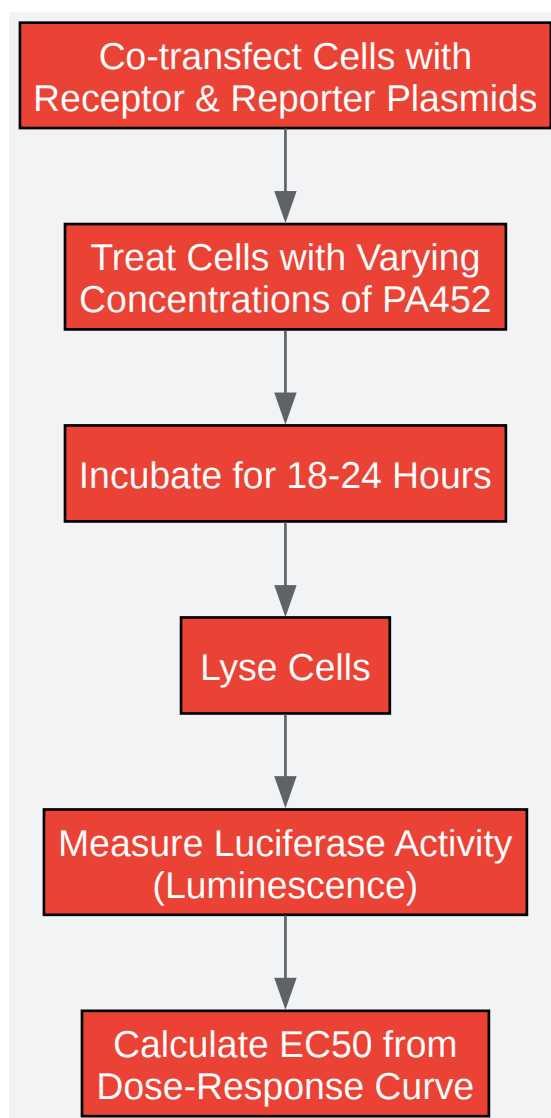 Co-transfect Cells with
Receptor & Reporter Plasmids
Treat Cells with Varying
Concentrations of PA452
Incubate for 18-24 Hours
Lyse Cells
Measure Luciferase Activity
(Luminescence)
Calculate EC50 from
Dose-Response Curve